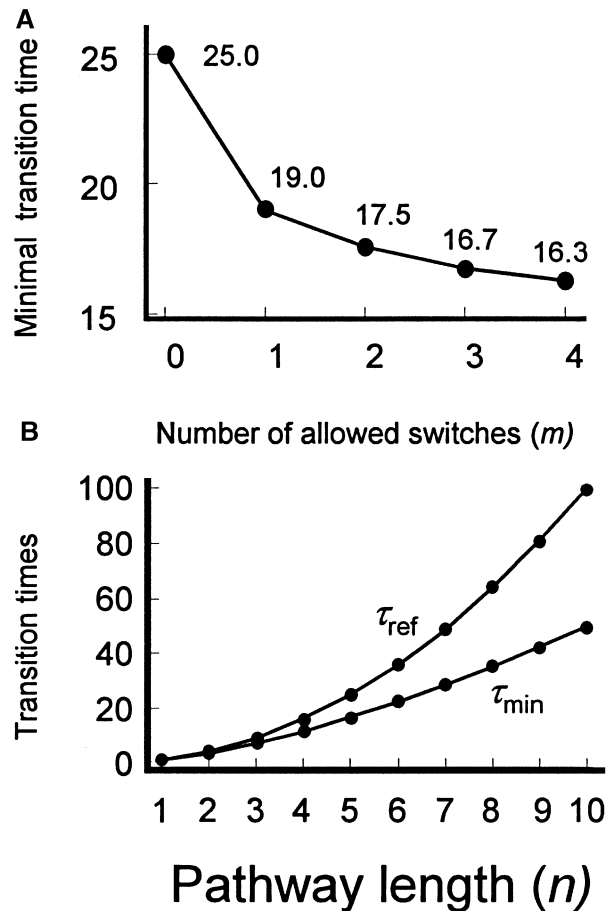 A
Minimal transition time
25
20
15
25.0
19.0
17.5
16.7
16.3
0 1 2 3 4
Number of allowed switches (m)
B
Transition times
100
80
60
40
20
0
τref
τmin
1 2 3 4 5 6 7 8 9 10
Pathway length (n)